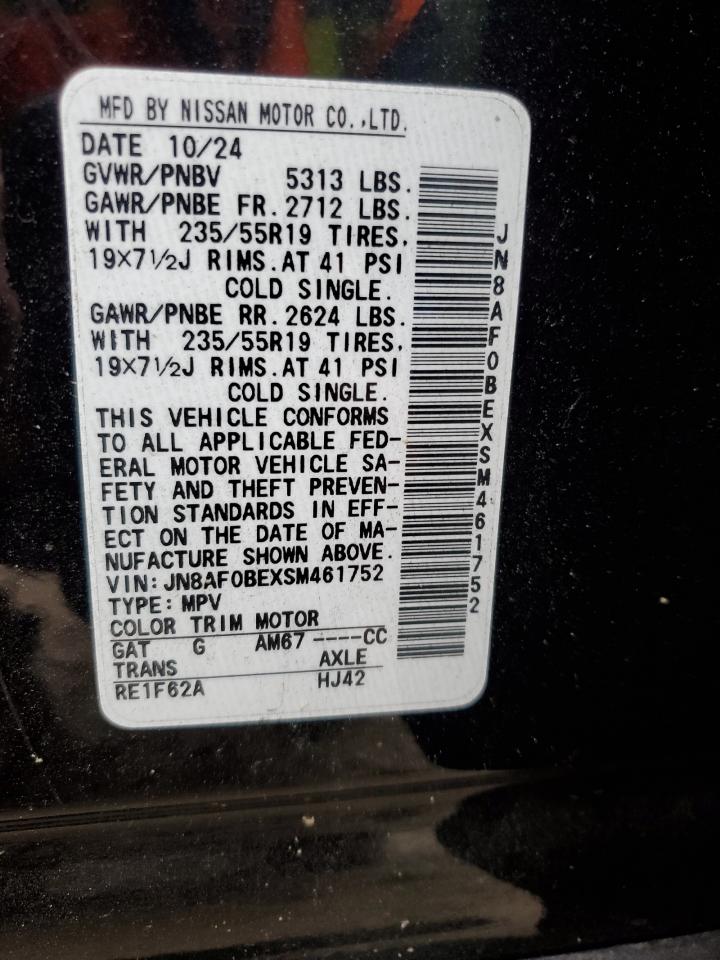 MFD BY NISSAN MOTOR CO.,LTD.
DATE 10/24
GVWR/PNBV 5313 LBS.
GAWR/PNBE FR. 2712 LBS.
WITH 235/55R19 TIRES.
19X7½J RIMS. AT 41 PSI
COLD SINGLE.
GAWR/PNBE RR. 2624 LBS.
WITH 235/55R19 TIRES.
19X7½J RIMS. AT 41 PSI
COLD SINGLE.
THIS VEHICLE CONFORMS
TO ALL APPLICABLE FED-
ERAL MOTOR VEHICLE SA-
FETY AND THEFT PREVEN-
TION STANDARDS IN EFF-
ECT ON THE DATE OF MA-
NUFACTURE SHOWN ABOVE.
VIN: JN8AF0BEXSM461752
TYPE: MPV
COLOR TRIM MOTOR
GAT G AM67 ----CC
TRANS AXLE
RE1F62A HJ42
JN8AF0BEXSM461752